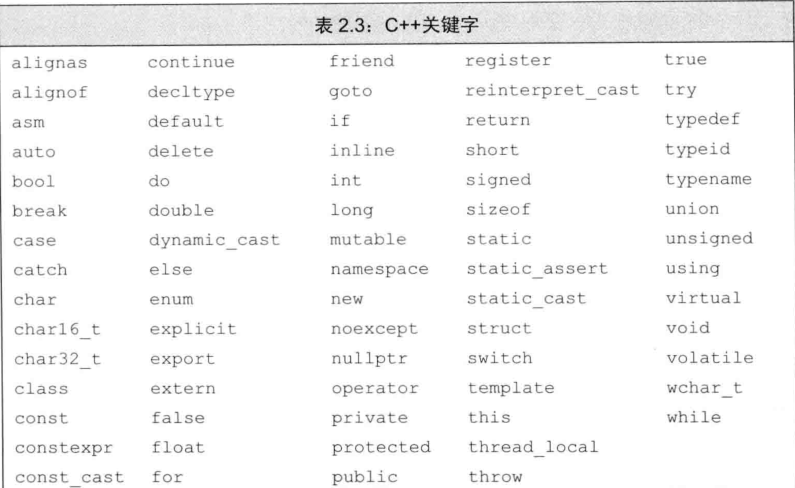 表 2.3：C++关键字
alignas continue friend register true
alignof decltype goto reinterpret_cast try
asm default if return typedef
auto delete inline short typeid
bool do int signed typename
break double long sizeof union
case dynamic_cast mutable static unsigned
catch else namespace static_assert using
char enum new static_cast virtual
char16_t explicit noexcept struct void
char32_t export nullptr switch volatile
class extern operator template wchar_t
const false private this while
constexpr float protected thread_local
const_cast for public throw